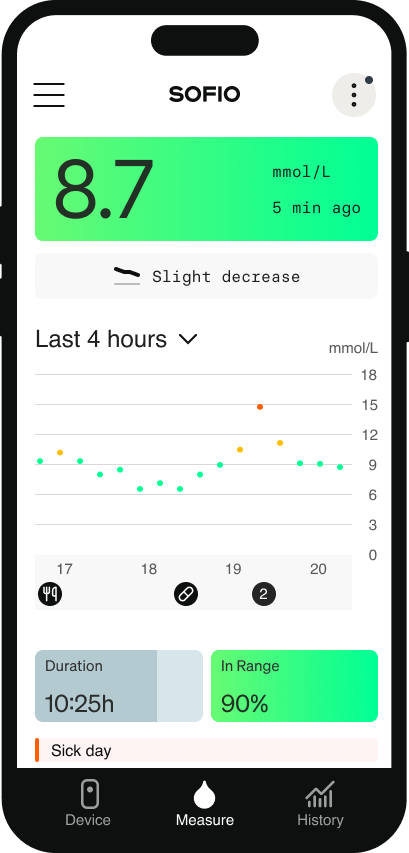 SOFIO
8.7
mmol/L
5 min ago
Slight decrease
Last 4 hours
mmol/L
18
15
12
9
6
3
0
17 18 19 20
2
Duration
10:25h
In Range
90%
Sick day
Device Measure History